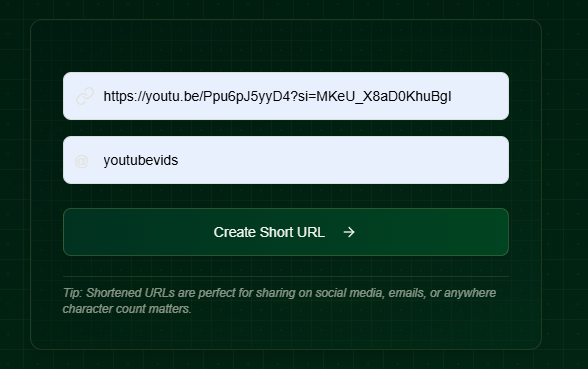 https://youtu.be/Ppu6pJ5yyD4?si=MKeU_X8aD0KhuBgI
@ youtubevids
Create Short URL →
Tip: Shortened URLs are perfect for sharing on social media, emails, or anywhere
character count matters.